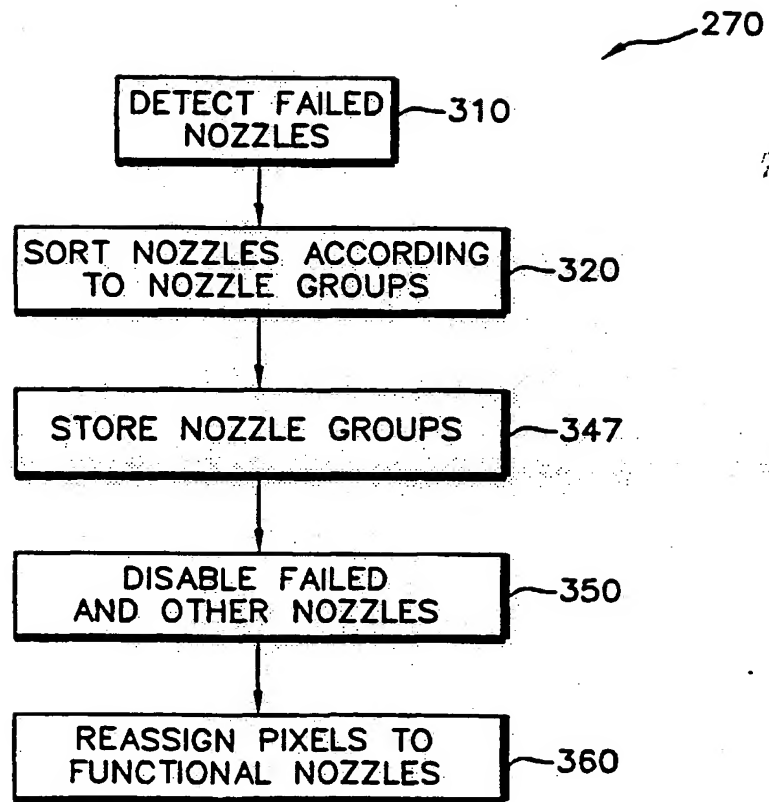 270
DETECT FAILED
NOZZLES
310
SORT NOZZLES ACCORDING
TO NOZZLE GROUPS
320
STORE NOZZLE GROUPS
347
DISABLE FAILED
AND OTHER NOZZLES
350
REASSIGN PIXELS TO
FUNCTIONAL NOZZLES
360